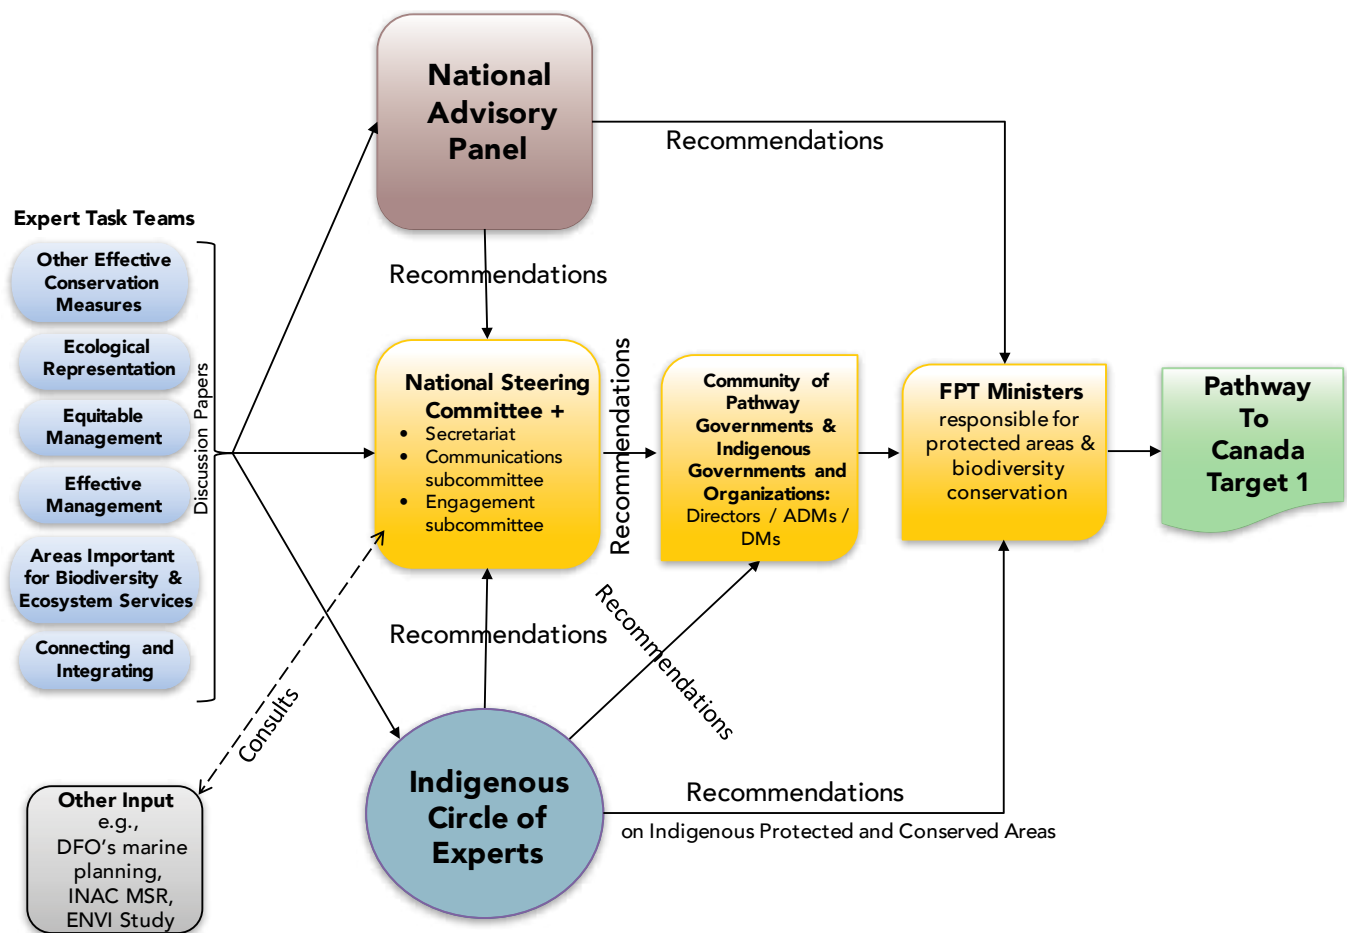 National
Advisory
Panel
Recommendations
Expert Task Teams
Other Effective
Conservation
Measures
Ecological
Representation
Equitable
Management
Effective
Management
Areas Important
for Biodiversity &
Ecosystem Services
Connecting and
Integrating
Discussion Papers
Recommendations
National Steering
Committee +
• Secretariat
• Communications
subcommittee
• Engagement
subcommittee
Recommendations
Community of
Pathway
Governments &
Indigenous
Governments and
Organizations:
Directors / ADMs /
DMs
FPT Ministers
responsible for
protected areas &
biodiversity
conservation
Pathway
To
Canada
Target 1
Recommendations
Recommendations
Consults
Other Input
e.g.,
DFO’s marine
planning,
INAC MSR,
ENVI Study
Indigenous
Circle of
Experts
Recommendations
on Indigenous Protected and Conserved Areas